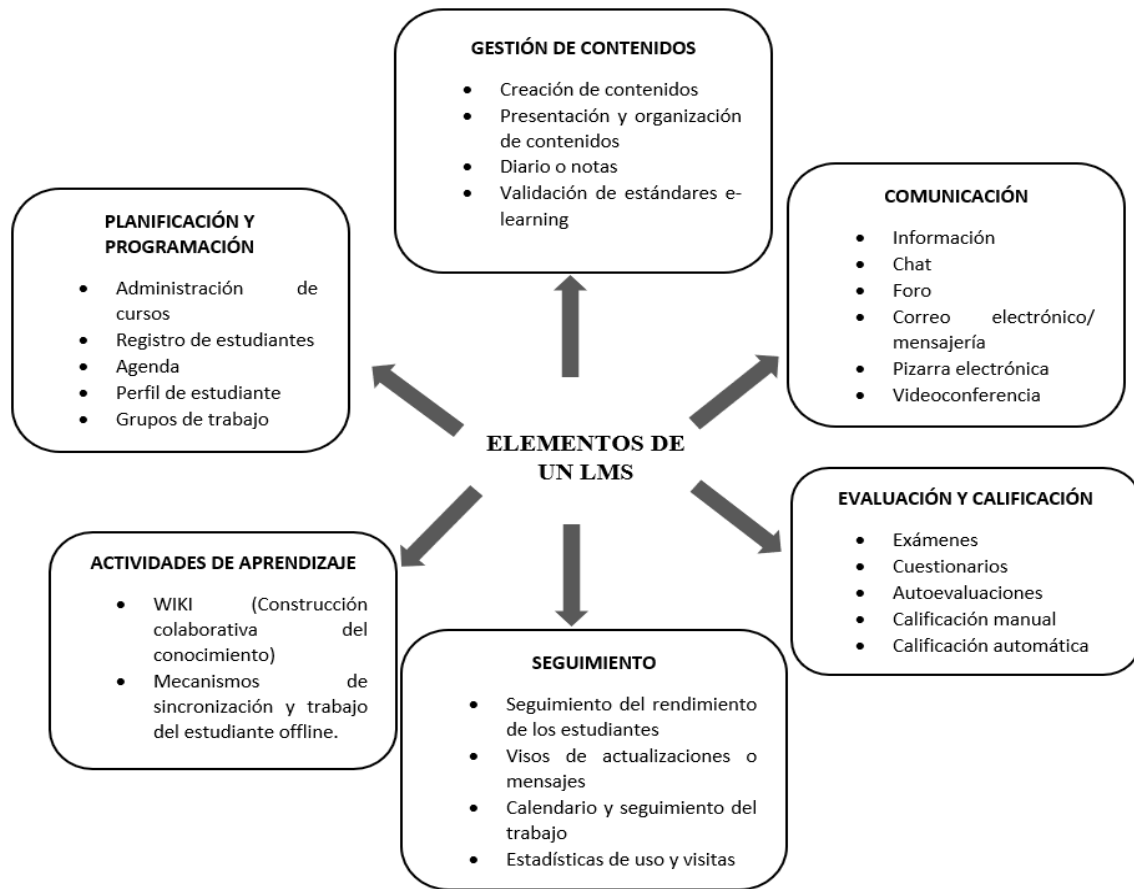 GESTIÓN DE CONTENIDOS
• Creación de contenidos
• Presentación y organización
de contenidos
• Diario o notas
• Validación de estándares e-
learning
PLANIFICACIÓN Y
PROGRAMACIÓN
• Administración de
cursos
• Registro de estudiantes
• Agenda
• Perfil de estudiante
• Grupos de trabajo
COMUNICACIÓN
• Información
• Chat
• Foro
• Correo electrónico/
mensajería
• Pizarra electrónica
• Videoconferencia
ELEMENTOS DE
UN LMS
ACTIVIDADES DE APRENDIZAJE
• WIKI (Construcción
colaborativa del
conocimiento)
• Mecanismos de
sincronización y trabajo
del estudiante offline.
EVALUACIÓN Y CALIFICACIÓN
• Exámenes
• Cuestionarios
• Autoevaluaciones
• Calificación manual
• Calificación automática
SEGUIMIENTO
• Seguimiento del rendimiento
de los estudiantes
• Visos de actualizaciones o
mensajes
• Calendario y seguimiento del
trabajo
• Estadísticas de uso y visitas